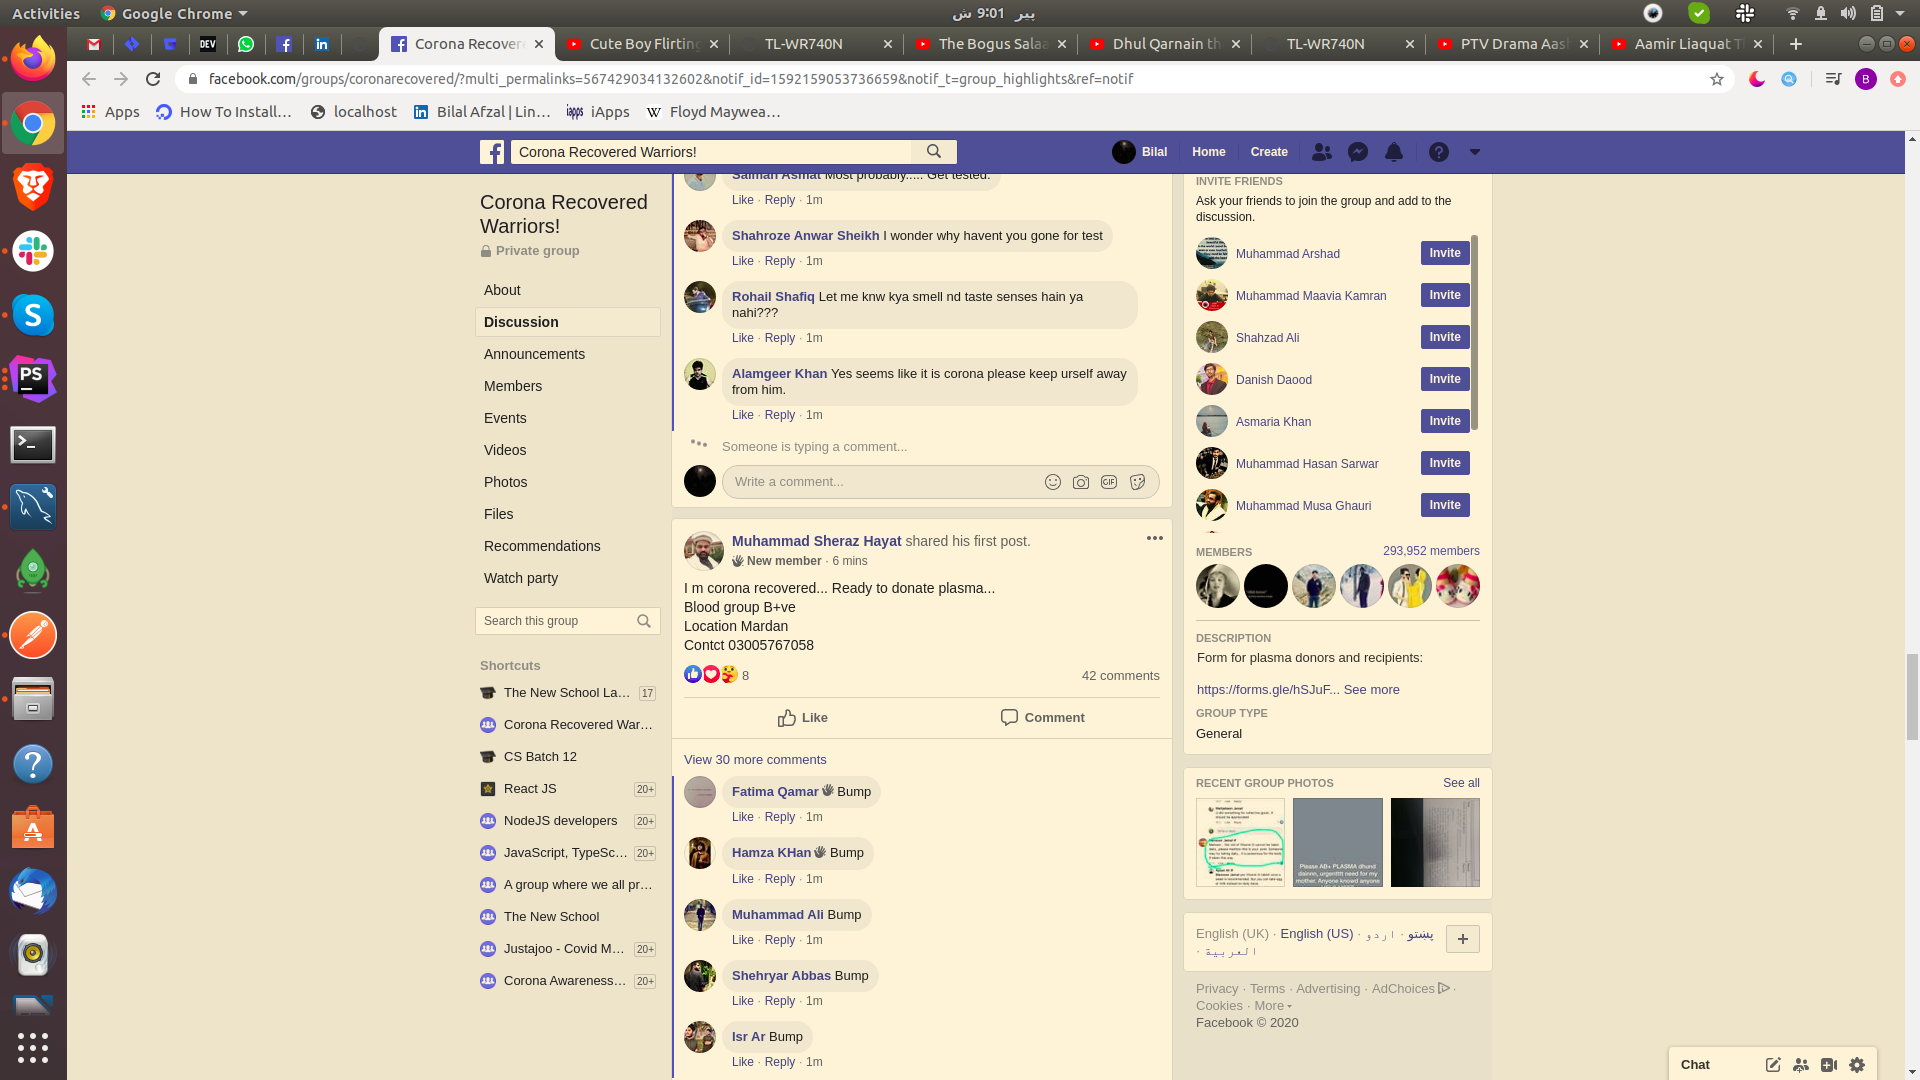 Activities
Google Chrome
پیر 9:01 ش
Corona Recovere
Cute Boy Flirting
TL-WR740N
The Bogus Salaa
Dhul Qarnain th
TL-WR740N
PTV Drama Aas
Aamir Liaquat T
facebook.com/groups/coronarecovered/?multi_permalinks=567429034132602&notif_id=1592159053736659&notif_t=group_highlights&ref=notif
B
Apps
How To Install…
localhost
Bilal Afzal | Lin…
iApps
Floyd Maywea…
Corona Recovered Warriors!
Bilal
Home
Create
Corona Recovered
Warriors!
Private group
About
Discussion
Announcements
Members
Events
Videos
Photos
Files
Recommendations
Watch party
Search this group
Shortcuts
The New School La… 17
Corona Recovered War…
CS Batch 12
React JS 20+
NodeJS developers 20+
JavaScript, TypeSc… 20+
A group where we all pr…
The New School
Justajoo - Covid M… 20+
Corona Awareness… 20+
Salman Asmat Most probably..... Get tested.
Like · Reply · 1m
Shahroze Anwar Sheikh I wonder why havent you gone for test
Like · Reply · 1m
Rohail Shafiq Let me knw kya smell nd taste senses hain ya
nahi???
Like · Reply · 1m
Alamgeer Khan Yes seems like it is corona please keep urself away
from him.
Like · Reply · 1m
Someone is typing a comment...
Write a comment...
GIF
Muhammad Sheraz Hayat shared his first post.
New member · 6 mins
I m corona recovered... Ready to donate plasma...
Blood group B+ve
Location Mardan
Contct 03005767058
8
42 comments
Like
Comment
View 30 more comments
Fatima Qamar Bump
Like · Reply · 1m
Hamza KHan Bump
Like · Reply · 1m
Muhammad Ali Bump
Like · Reply · 1m
Shehryar Abbas Bump
Like · Reply · 1m
Isr Ar Bump
Like · Reply · 1m
INVITE FRIENDS
Ask your friends to join the group and add to the
discussion.
Muhammad Arshad Invite
Muhammad Maavia Kamran Invite
Shahzad Ali Invite
Danish Daood Invite
Asmaria Khan Invite
Muhammad Hasan Sarwar Invite
Muhammad Musa Ghauri Invite
MEMBERS
293,952 members
DESCRIPTION
Form for plasma donors and recipients:
https://forms.gle/hSJuF... See more
GROUP TYPE
General
RECENT GROUP PHOTOS
See all
Please AB+ PLASMA dhund
dainnn, urgentttt need for my
mother. Anyone knowd anyone
English (UK) · English (US) · اردو · پښتو
· العربية
Privacy · Terms · Advertising · AdChoices ·
Cookies · More
Facebook © 2020
Chat